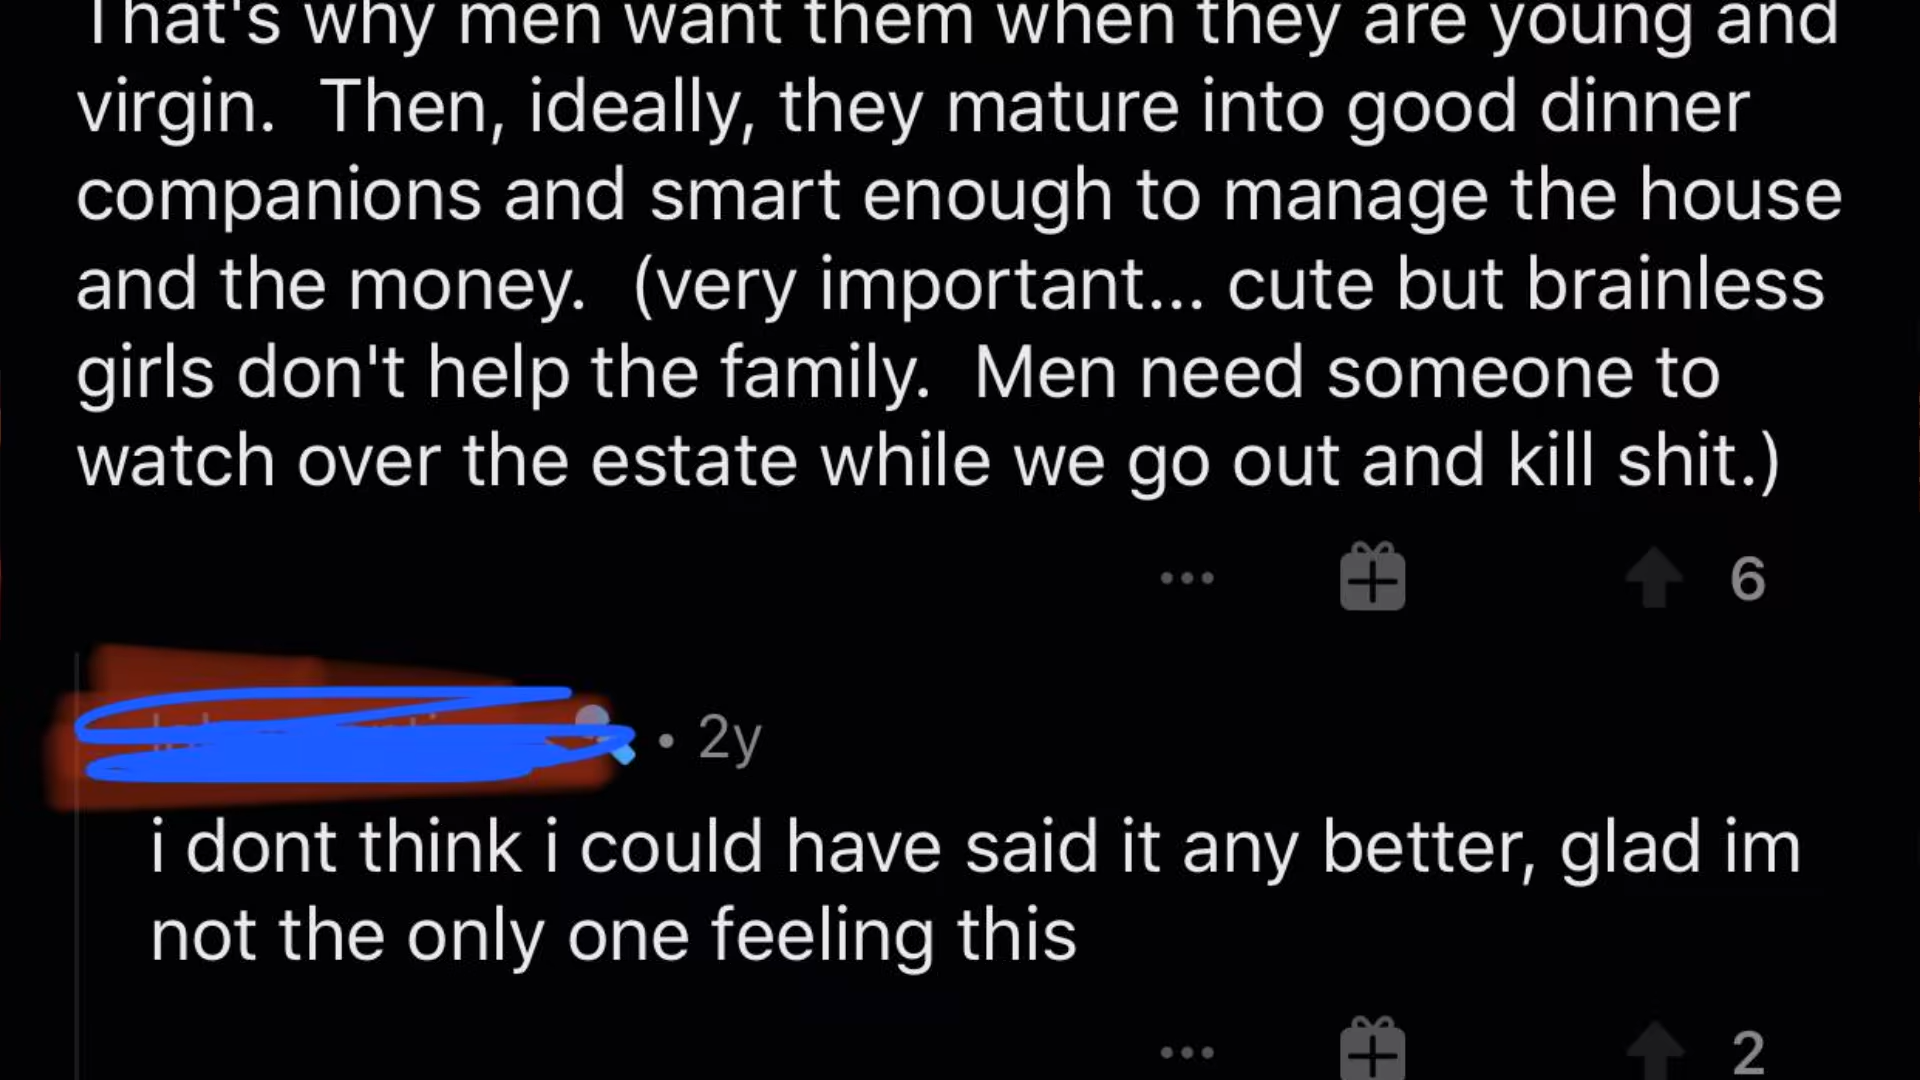 That's why men want them when they are young and
virgin.  Then, ideally, they mature into good dinner
companions and smart enough to manage the house
and the money.  (very important... cute but brainless
girls don't help the family.  Men need someone to
watch over the estate while we go out and kill shit.)
6
• 2y
i dont think i could have said it any better, glad im
not the only one feeling this
2